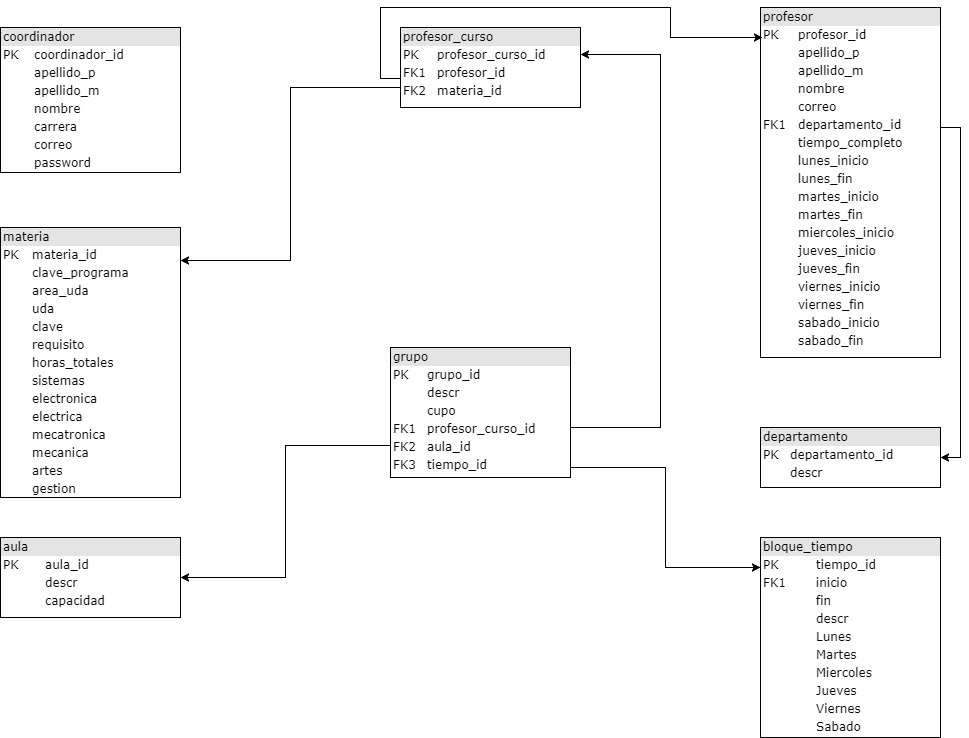 coordinador
PK coordinador_id
apellido_p
apellido_m
nombre
carrera
correo
password
profesor_curso
PK profesor_curso_id
FK1 profesor_id
FK2 materia_id
profesor
PK profesor_id
apellido_p
apellido_m
nombre
correo
FK1 departamento_id
tiempo_completo
lunes_inicio
lunes_fin
martes_inicio
martes_fin
miercoles_inicio
jueves_inicio
jueves_fin
viernes_inicio
viernes_fin
sabado_inicio
sabado_fin
materia
PK materia_id
clave_programa
area_uda
uda
clave
requisito
horas_totales
sistemas
electronica
electrica
mecatronica
mecanica
artes
gestion
grupo
PK grupo_id
descr
cupo
FK1 profesor_curso_id
FK2 aula_id
FK3 tiempo_id
departamento
PK departamento_id
descr
aula
PK aula_id
descr
capacidad
bloque_tiempo
PK tiempo_id
FK1 inicio
fin
descr
Lunes
Martes
Miercoles
Jueves
Viernes
Sabado